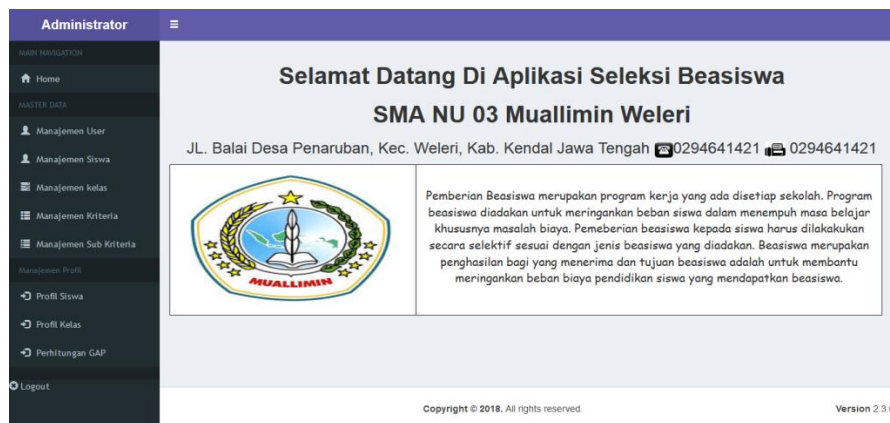 Administrator
MAIN NAVIGATION
Home
MASTER DATA
Manajemen User
Manajemen Siswa
Manajemen kelas
Manajemen Kriteria
Manajemen Sub Kriteria
Manajemen Profil
Profil Siswa
Profil Kelas
Perhitungan GAP
Logout
Selamat Datang Di Aplikasi Seleksi Beasiswa
SMA NU 03 Muallimin Weleri
JL. Balai Desa Penaruban, Kec. Weleri, Kab. Kendal Jawa Tengah 0294641421 0294641421
MUALLIMIN
Pemberian Beasiswa merupakan program kerja yang ada disetiap sekolah. Program
beasiswa diadakan untuk meringankan beban siswa dalam menempuh masa belajar
khususnya masalah biaya. Pemeberian beasiswa kepada siswa harus dilakakukan
secara selektif sesuai dengan jenis beasiswa yang diadakan. Beasiswa merupakan
penghasilan bagi yang menerima dan tujuan beasiswa adalah untuk membantu
meringankan beban biaya pendidikan siswa yang mendapatkan beasiswa.
Copyright © 2018. All rights reserved.
Version 2.3.